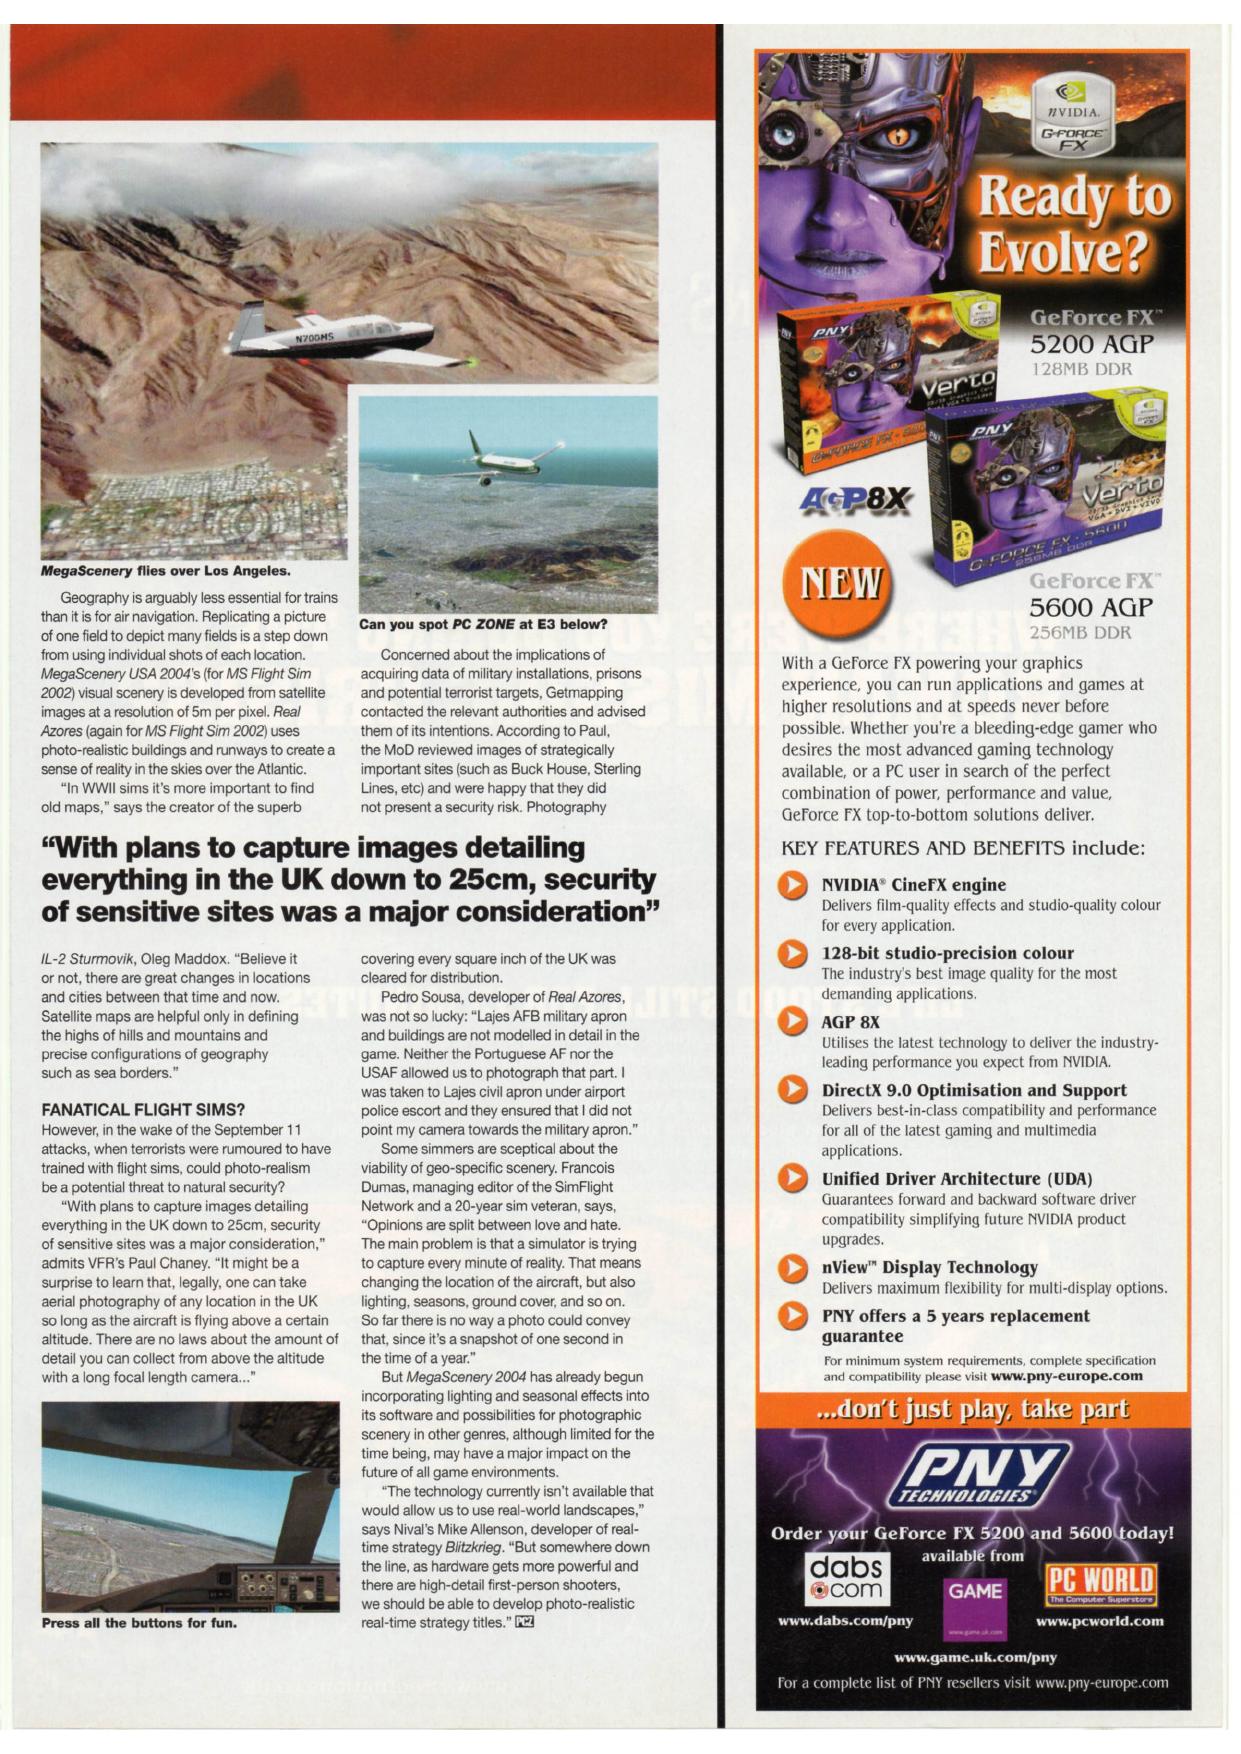 N700MS
MegaScenery flies over Los Angeles.
Can you spot PC ZONE at E3 below?
Geography is arguably less essential for trains
than it is for air navigation. Replicating a picture
of one field to depict many fields is a step down
from using individual shots of each location.
MegaScenery USA 2004's (for MS Flight Sim
2002) visual scenery is developed from satellite
images at a resolution of 5m per pixel. Real
Azores (again for MS Flight Sim 2002) uses
photo-realistic buildings and runways to create a
sense of reality in the skies over the Atlantic.
"In WWII sims it's more important to find
old maps," says the creator of the superb
"With plans to capture images detailing
everything in the UK down to 25cm, security
of sensitive sites was a major consideration"
IL-2 Sturmovik, Oleg Maddox. "Believe it
or not, there are great changes in locations
and cities between that time and now.
Satellite maps are helpful only in defining
the highs of hills and mountains and
precise configurations of geography
such as sea borders."
FANATICAL FLIGHT SIMS?
However, in the wake of the September 11
attacks, when terrorists were rumoured to have
trained with flight sims, could photo-realism
be a potential threat to natural security?
"With plans to capture images detailing
everything in the UK down to 25cm, security
of sensitive sites was a major consideration,"
admits VFR's Paul Chaney. "It might be a
surprise to learn that, legally, one can take
aerial photography of any location in the UK
so long as the aircraft is flying above a certain
altitude. There are no laws about the amount of
detail you can collect from above the altitude
with a long focal length camera..."
Press all the buttons for fun.
Concerned about the implications of
acquiring data of military installations, prisons
and potential terrorist targets, Getmapping
contacted the relevant authorities and advised
them of its intentions. According to Paul,
the MoD reviewed images of strategically
important sites (such as Buck House, Sterling
Lines, etc) and were happy that they did
not present a security risk. Photography
covering every square inch of the UK was
cleared for distribution.
Pedro Sousa, developer of Real Azores,
was not so lucky: "Lajes AFB military apron
and buildings are not modelled in detail in the
game. Neither the Portuguese AF nor the
USAF allowed us to photograph that part. I
was taken to Lajes civil apron under airport
police escort and they ensured that I did not
point my camera towards the military apron."
Some simmers are sceptical about the
viability of geo-specific scenery. Francois
Dumas, managing editor of the SimFlight
Network and a 20-year sim veteran, says,
"Opinions are split between love and hate.
The main problem is that a simulator is trying
to capture every minute of reality. That means
changing the location of the aircraft, but also
lighting, seasons, ground cover, and so on.
So far there is no way a photo could convey
that, since it's a snapshot of one second in
the time of a year."
But MegaScenery 2004 has already begun
incorporating lighting and seasonal effects into
its software and possibilities for photographic
scenery in other genres, although limited for the
time being, may have a major impact on the
future of all game environments.
"The technology currently isn't available that
would allow us to use real-world landscapes,"
says Nival's Mike Allenson, developer of real-
time strategy Blitzkrieg. "But somewhere down
the line, as hardware gets more powerful and
there are high-detail first-person shooters,
we should be able to develop photo-realistic
real-time strategy titles." PCZ
NVIDIA.
G-FORCE
FX
Ready to
Evolve?
GeForce FX™
5200 AGP
128MB DDR
PNY
Verto
PNY
TECHNOLOGIES
Verto
VGA + DVI + VIVO
G-FORCE FX - 5600
256MB DDR
AGP8X
NEW
GeForce FX™
5600 AGP
256MB DDR
With a GeForce FX powering your graphics
experience, you can run applications and games at
higher resolutions and at speeds never before
possible. Whether you're a bleeding-edge gamer who
desires the most advanced gaming technology
available, or a PC user in search of the perfect
combination of power, performance and value,
GeForce FX top-to-bottom solutions deliver.
KEY FEATURES AND BENEFITS include:
NVIDIA® CineFX engine
Delivers film-quality effects and studio-quality colour
for every application.
128-bit studio-precision colour
The industry's best image quality for the most
demanding applications.
AGP 8X
Utilises the latest technology to deliver the industry-
leading performance you expect from NVIDIA.
DirectX 9.0 Optimisation and Support
Delivers best-in-class compatibility and performance
for all of the latest gaming and multimedia
applications.
Unified Driver Architecture (UDA)
Guarantees forward and backward software driver
compatibility simplifying future NVIDIA product
upgrades.
nView™ Display Technology
Delivers maximum flexibility for multi-display options.
PNY offers a 5 years replacement
guarantee
For minimum system requirements, complete specification
and compatibility please visit www.pny-europe.com
...don't just play, take part
PNY
TECHNOLOGIES®
Order your GeForce FX 5200 and 5600 today!
available from
dabs
.com
www.dabs.com/pny
GAME
www.game.uk.com
PC WORLD
The Computer Superstore
www.pcworld.com
www.game.uk.com/pny
For a complete list of PNY resellers visit www.pny-europe.com